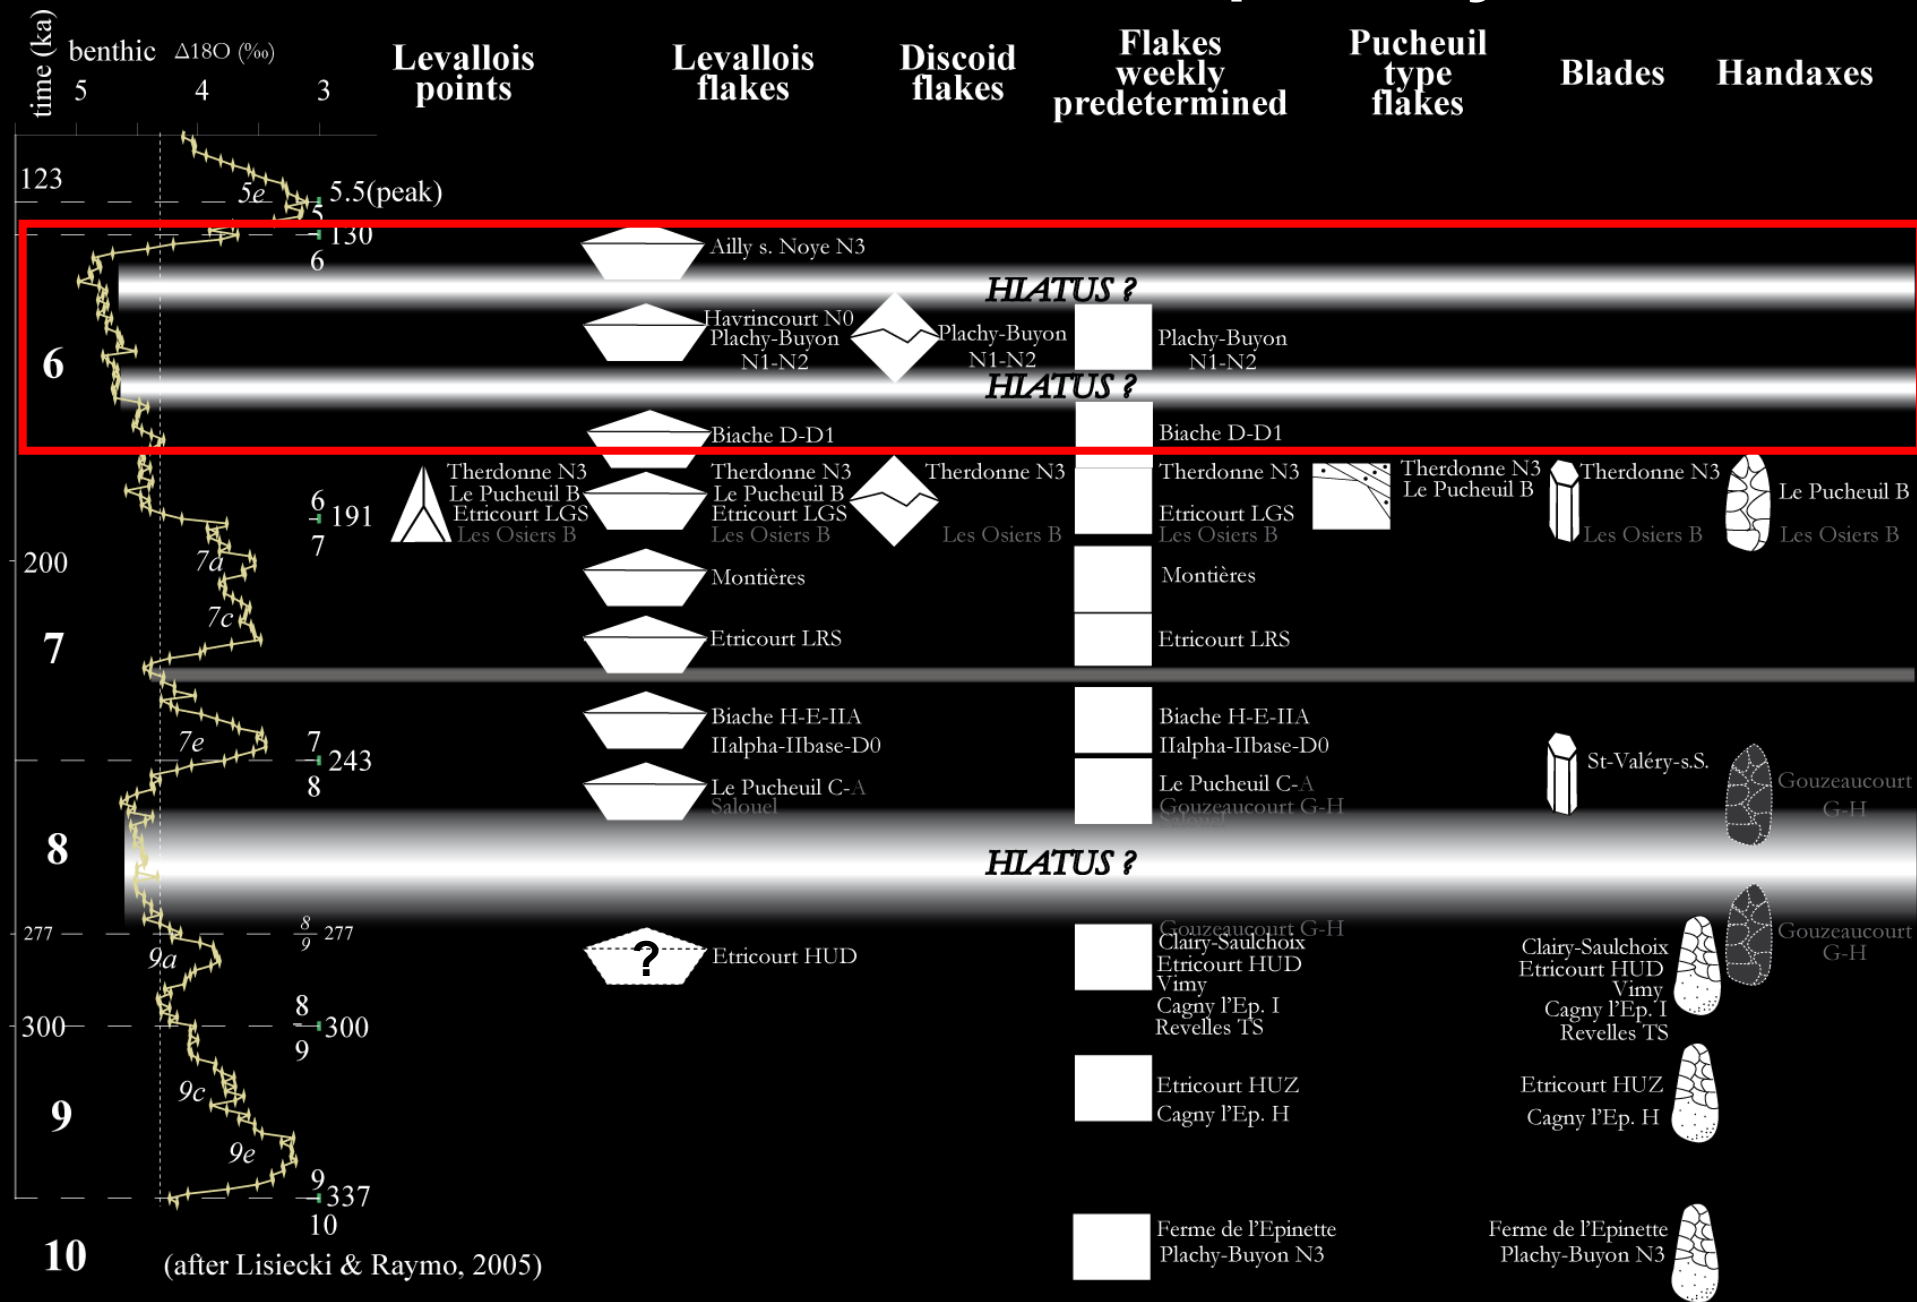 time (ka)
benthic Δ18O (‰)
5 4 3
Levallois
points
Levallois
flakes
Discoid
flakes
Flakes
weekly
predetermined
Pucheuil
type
flakes
Blades
Handaxes
123
5e
5.5(peak)
5
130
6
Ailly s. Noye N3
HIATUS ?
6
Havrincourt N0
Plachy-Buyon
N1-N2
Plachy-Buyon
N1-N2
Plachy-Buyon
N1-N2
HIATUS ?
Biache D-D1
Biache D-D1
6
191
7
Therdonne N3
Le Pucheuil B
Etricourt LGS
Les Osiers B
Therdonne N3
Le Pucheuil B
Etricourt LGS
Les Osiers B
Therdonne N3
Les Osiers B
Therdonne N3
Etricourt LGS
Les Osiers B
Therdonne N3
Le Pucheuil B
Therdonne N3
Les Osiers B
Le Pucheuil B
Les Osiers B
200
7a
Montières
Montières
7c
7
Etricourt LRS
Etricourt LRS
7e
7
243
8
Biache H-E-IIA
IIalpha-IIbase-D0
Biache H-E-IIA
IIalpha-IIbase-D0
St-Valéry-s.S.
Le Pucheuil C-A
Salouel
Le Pucheuil C-A
Gouzeaucourt G-H
Salouel
Gouzeaucourt
G-H
8
HIATUS ?
277
8
9
277
9a
?
Etricourt HUD
Gouzeaucourt G-H
Clairy-Saulchoix
Etricourt HUD
Vimy
Cagny l'Ep. I
Revelles TS
Clairy-Saulchoix
Etricourt HUD
Vimy
Cagny l'Ep. I
Revelles TS
Gouzeaucourt
G-H
300
8
300
9
9c
9
Etricourt HUZ
Cagny l'Ep. H
Etricourt HUZ
Cagny l'Ep. H
9e
9
337
10
10
Ferme de l'Epinette
Plachy-Buyon N3
Ferme de l'Epinette
Plachy-Buyon N3
(after Lisiecki & Raymo, 2005)